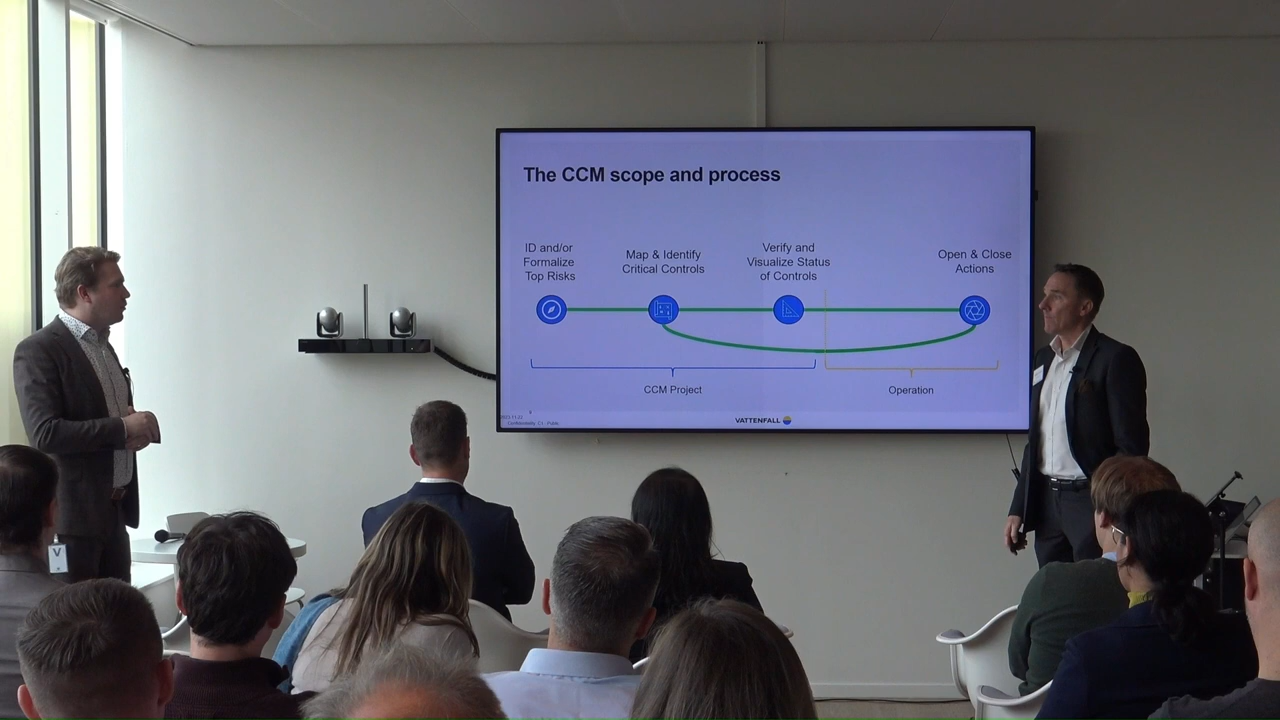 The CCM scope and process
ID and/or
Formalize
Top Risks
Map & Identify
Critical Controls
Verify and
Visualize Status
of Controls
Open & Close
Actions
CCM Project
Operation
VATTENFALL
V